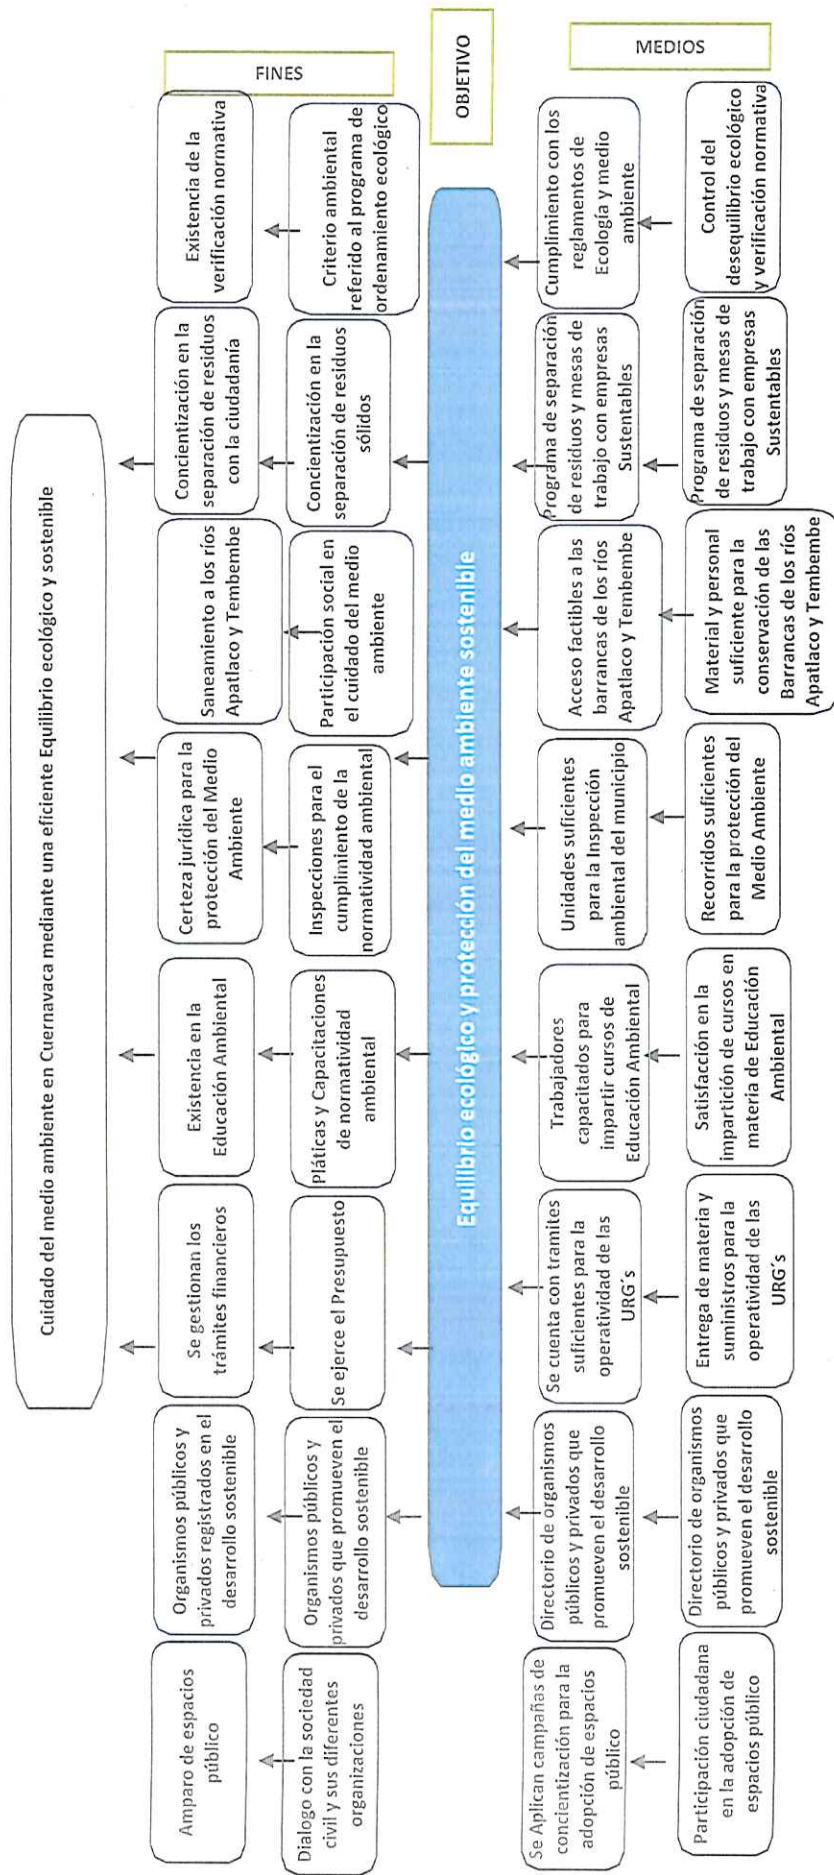 Cuidado del medio ambiente en Cuernavaca mediante una eficiente Equilibrio ecológico y sostenible
Amparo de espacios
público
Organismos públicos y
privados registrados en el
desarrollo sostenible
Se gestionan los
trámites financieros
Existencia en la
Educación Ambiental
Certeza jurídica para la
protección del Medio
Ambiente
Saneamiento a los ríos
Apatlaco y Tembembe
Concientización en la
separación de residuos
con la ciudadanía
Existencia de la
verificación normativa
FINES
Dialogo con la sociedad
civil y sus diferentes
organizaciones
Organismos públicos y
privados que promueven el
desarrollo sostenible
Se ejerce el Presupuesto
Pláticas y Capacitaciones
de normatividad
ambiental
Inspecciones para el
cumplimiento de la
normatividad ambiental
Participación social en
el cuidado del medio
ambiente
Concientización en la
separación de residuos
sólidos
Criterio ambiental
referido al programa de
ordenamiento ecológico
Equilibrio ecológico y protección del medio ambiente sostenible
OBJETIVO
Se Aplican campañas de
concientización para la
adopción de espacios
público
Directorio de organismos
públicos y privados que
promueven el desarrollo
sostenible
Se cuenta con tramites
suficientes para la
operatividad de las
URG´s
Trabajadores
capacitados para
impartir cursos de
Educación Ambiental
Unidades suficientes
para la Inspección
ambiental del municipio
Acceso factibles a las
barrancas de los ríos
Apatlaco y Tembembe
Programa de separación
de residuos y mesas de
trabajo con empresas
Sustentables
Cumplimiento con los
reglamentos de
Ecología y medio
ambiente
MEDIOS
Participación ciudadana
en la adopción de
espacios público
Directorio de organismos
públicos y privados que
promueven el desarrollo
sostenible
Entrega de materia y
suministros para la
operatividad de las
URG´s
Satisfacción en la
impartición de cursos en
materia de Educación
Ambiental
Recorridos suficientes
para la protección del
Medio Ambiente
Material y personal
suficiente para la
conservación de las
Barrancas de los ríos
Apatlaco y Tembembe
Programa de separación
de residuos y mesas de
trabajo con empresas
Sustentables
Control del
desequilibrio ecológico
y verificación normativa